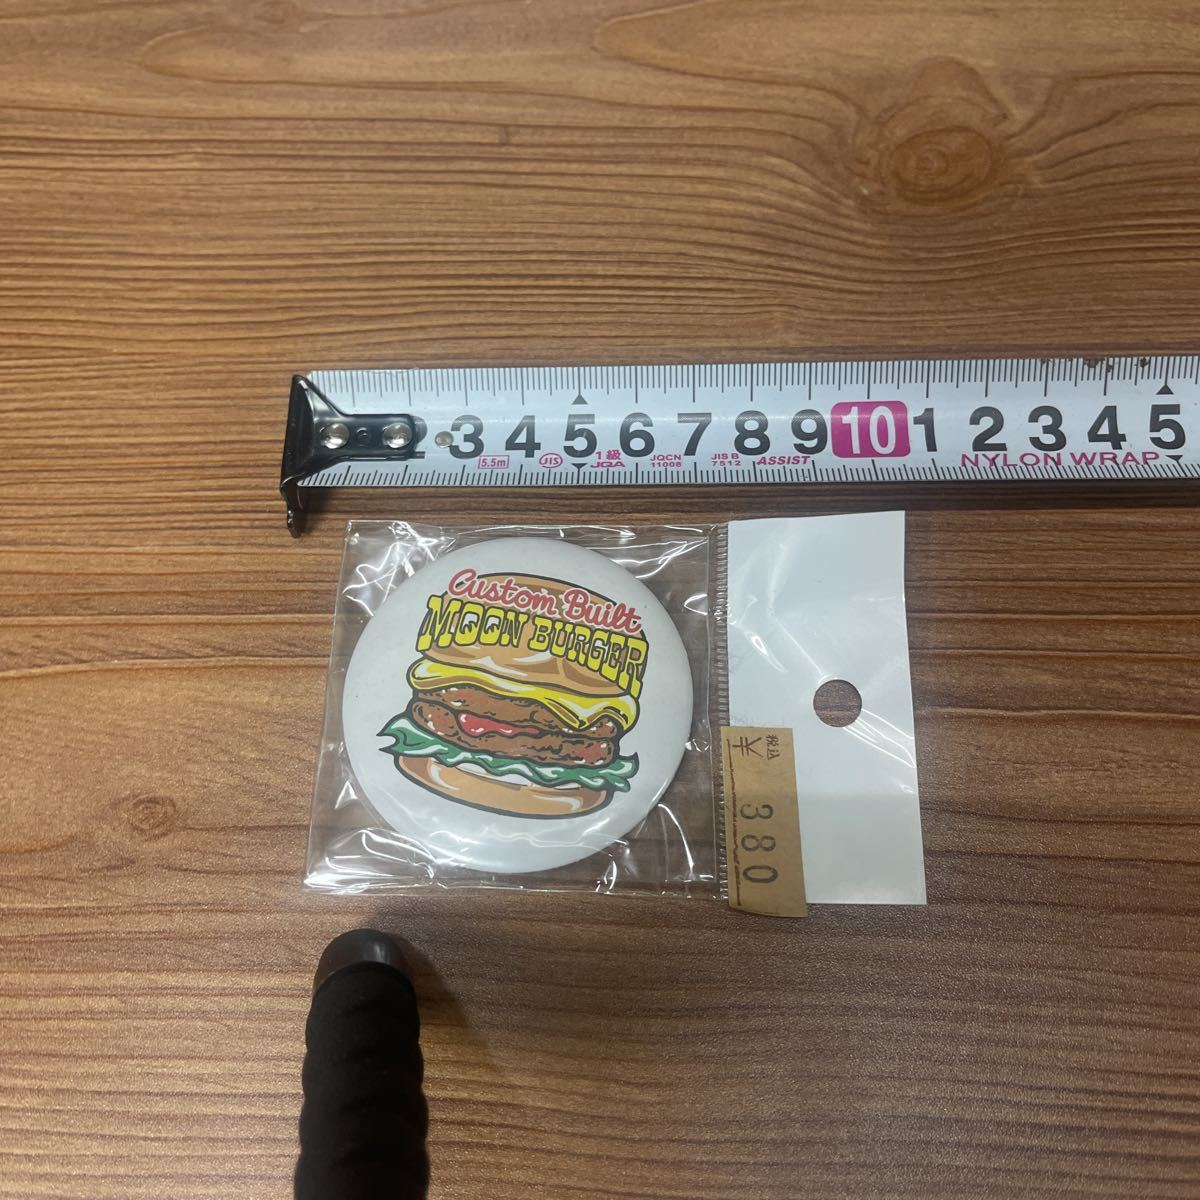 2 3 4 5 6 7 8 9 10 1 2 3 4 5
5.5m JIS 1級 JQA JQCN 11008 JIS B 7512 ASSIST NYLON WRAP
Custom Built
MOON BURGER
税込
¥ 380